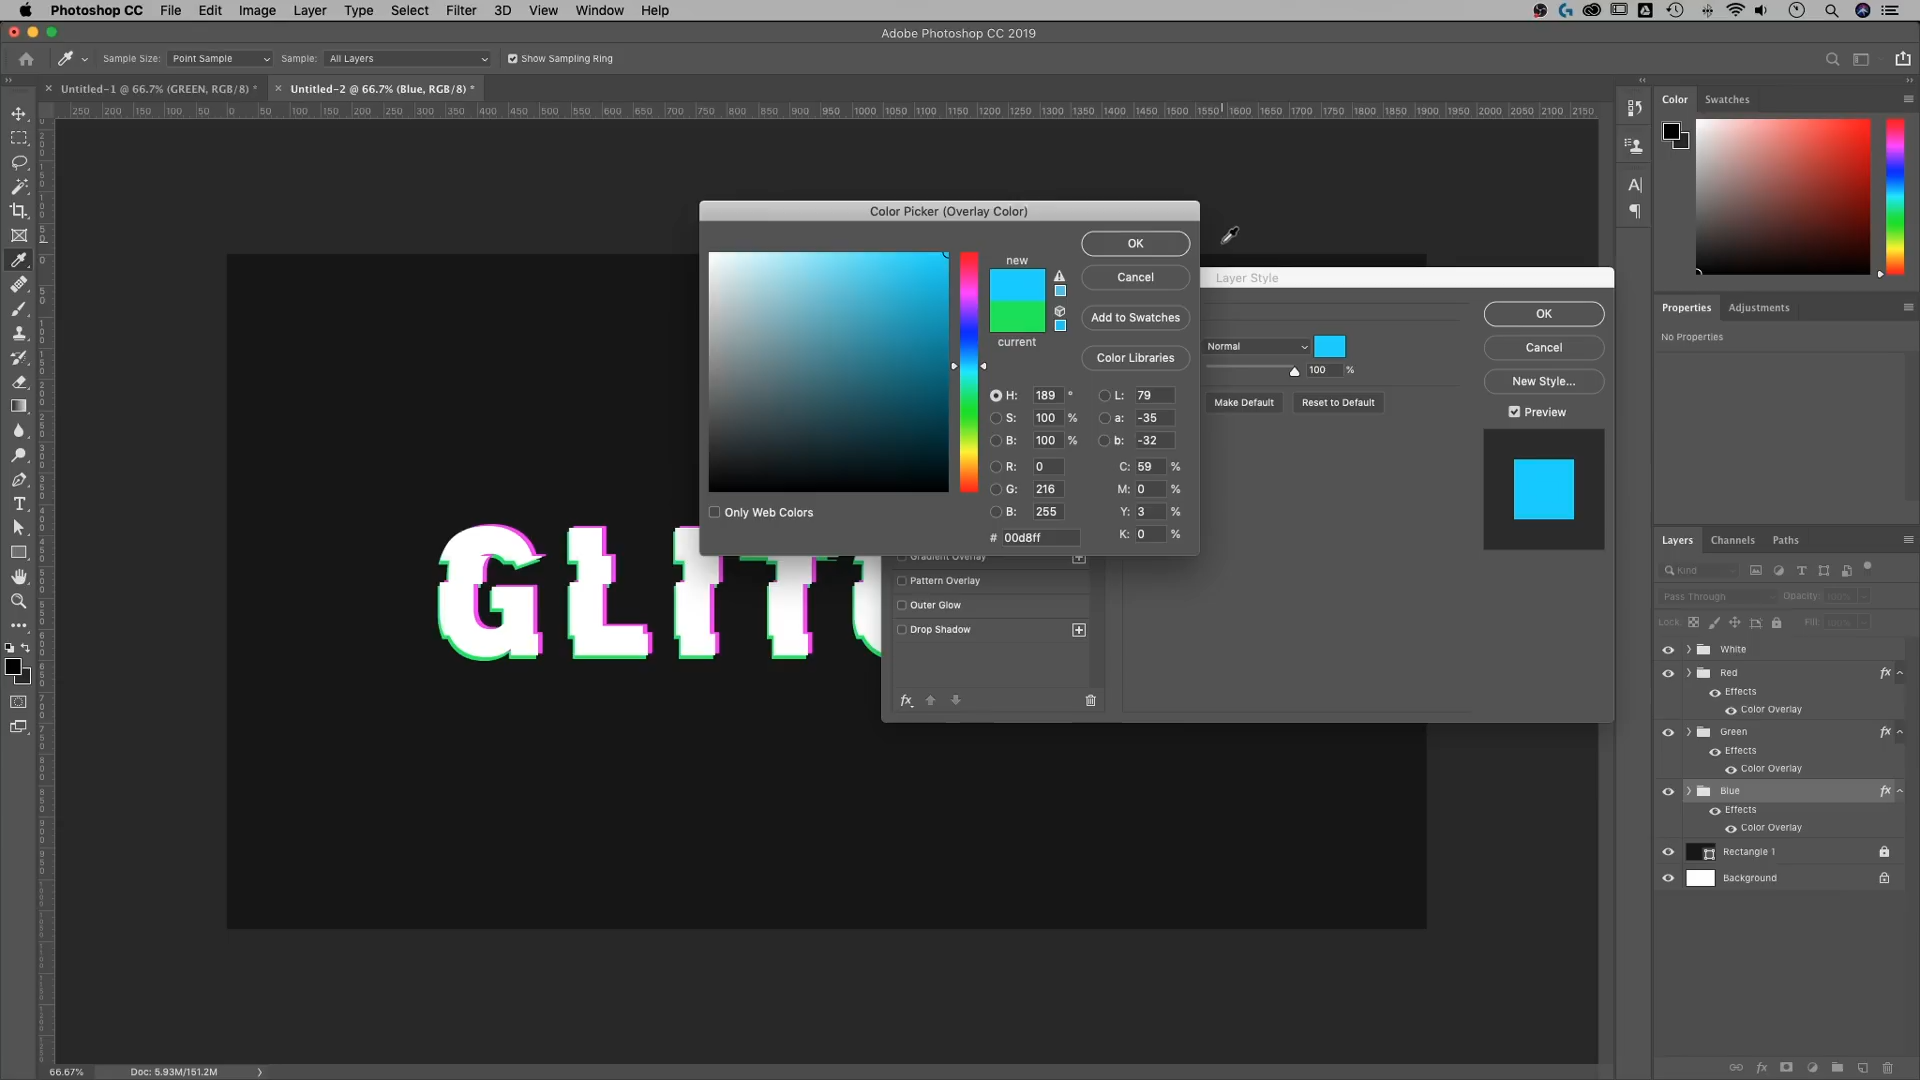 Photoshop CC File Edit Image Layer Type Select Filter 3D View Window Help
Adobe Photoshop CC 2019
Sample Size: Point Sample Sample: All Layers Show Sampling Ring
Untitled-1 @ 66.7% (GREEN, RGB/8) * Untitled-2 @ 66.7% (Blue, RGB/8) *
250 200 150 100 50 0 50 100 150 200 250 300 350 400 450 500 550 600 650 700 750 800 850 900 950 1000 1050 1100 1150 1200 1250 1300 1350 1400 1450 1500 1550 1600 1650 1700 1750 1800 1850 1900 1950 2000 2050 2100 2150
Color Swatches
Color Picker (Overlay Color)
new
current
OK
Cancel
Add to Swatches
Color Libraries
H: 189 ° L: 79
S: 100 % a: -35
B: 100 % b: -32
R: 0 C: 59 %
G: 216 M: 0 %
B: 255 Y: 3 %
# 00d8ff K: 0 %
Only Web Colors
Layer Style
Normal
100 %
Make Default Reset to Default
OK
Cancel
New Style...
Preview
Gradient Overlay
Pattern Overlay
Outer Glow
Drop Shadow
fx
GLIT
Properties Adjustments
No Properties
Layers Channels Paths
Kind
Pass Through Opacity: 100%
Lock: Fill: 100%
White
Red fx
Effects
Color Overlay
Green fx
Effects
Color Overlay
Blue fx
Effects
Color Overlay
Rectangle 1
Background
66.67% Doc: 5.93M/151.2M